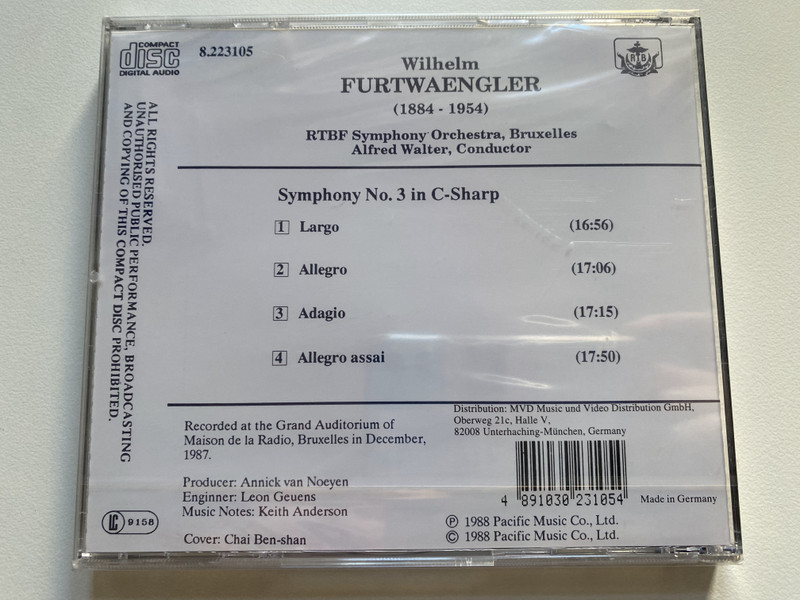 COMPACT
disc
DIGITAL AUDIO
8.223105
Wilhelm
FURTWAENGLER
(1884 - 1954)
RTBF Symphony Orchestra, Bruxelles
Alfred Walter, Conductor
RTB
ALL RIGHTS RESERVED.
UNAUTHORISED PUBLIC PERFORMANCE, BROADCASTING
AND COPYING OF THIS COMPACT DISC PROHIBITED.
Symphony No. 3 in C-Sharp
1 Largo (16:56)
2 Allegro (17:06)
3 Adagio (17:15)
4 Allegro assai (17:50)
Recorded at the Grand Auditorium of
Maison de la Radio, Bruxelles in December,
1987.
Producer: Annick van Noeyen
Enginner: Leon Geuens
Music Notes: Keith Anderson
Cover: Chai Ben-shan
LC 9158
Distribution: MVD Music und Video Distribution GmbH,
Oberweg 21c, Halle V,
82008 Unterhaching-München, Germany
4 891030 231054
Made in Germany
Ⓟ 1988 Pacific Music Co., Ltd.
© 1988 Pacific Music Co., Ltd.